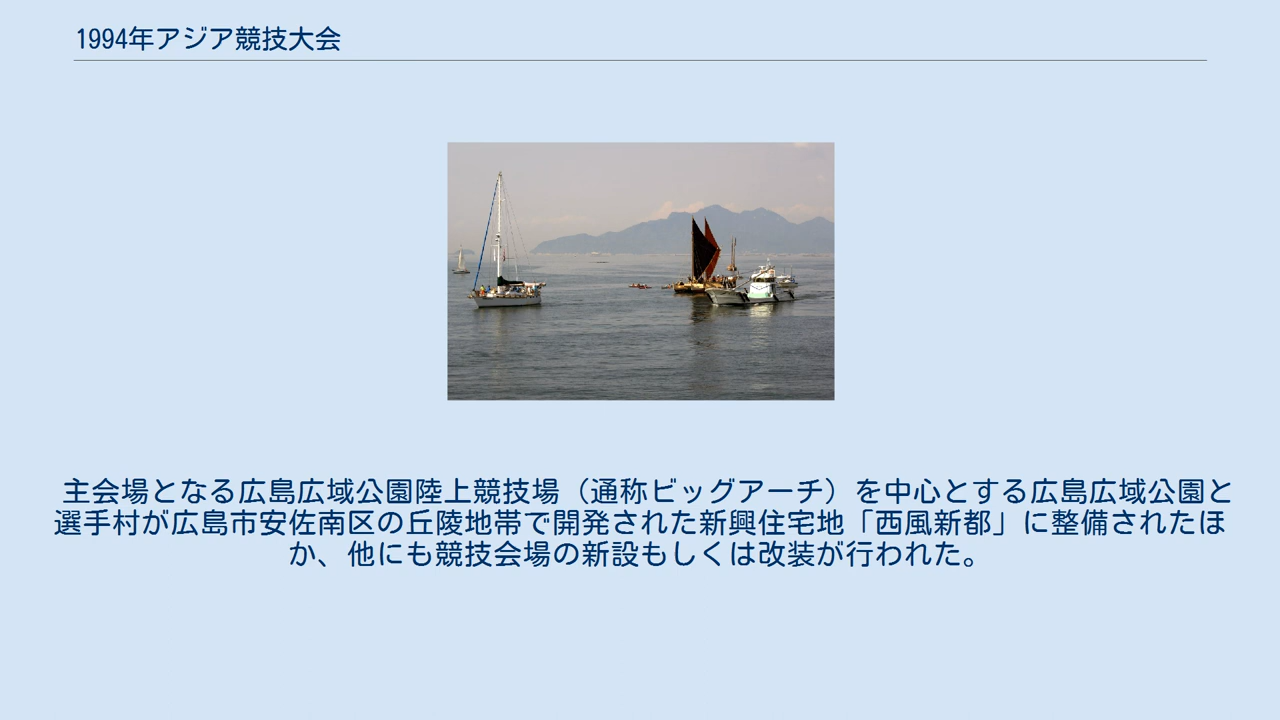 1994年アジア競技大会
主会場となる広島広域公園陸上競技場（通称ビッグアーチ）を中心とする広島広域公園と
選手村が広島市安佐南区の丘陵地帯で開発された新興住宅地「西風新都」に整備されたほ
か、他にも競技会場の新設もしくは改装が行われた。